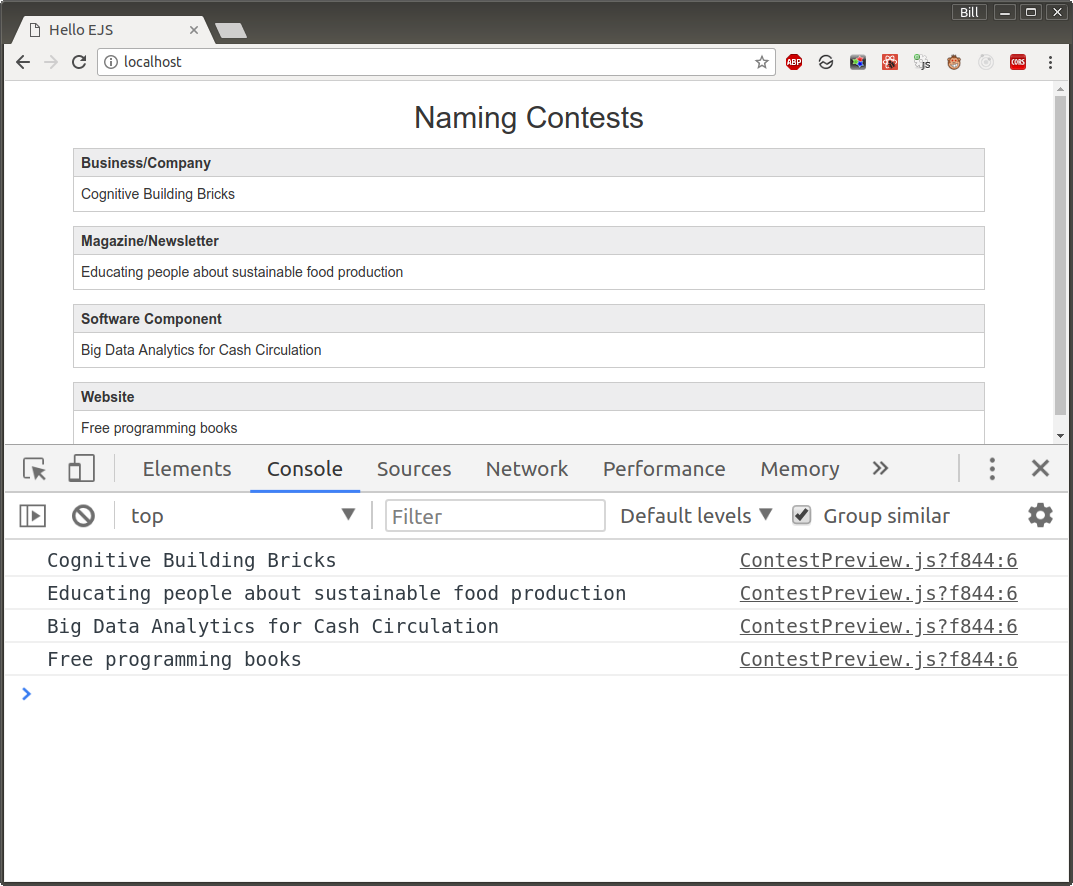 Bill
Hello EJS
localhost
ABP
js
CORS
Naming Contests
Business/Company
Cognitive Building Bricks
Magazine/Newsletter
Educating people about sustainable food production
Software Component
Big Data Analytics for Cash Circulation
Website
Free programming books
Elements Console Sources Network Performance Memory
top Filter Default levels Group similar
Cognitive Building Bricks ContestPreview.js?f844:6
Educating people about sustainable food production ContestPreview.js?f844:6
Big Data Analytics for Cash Circulation ContestPreview.js?f844:6
Free programming books ContestPreview.js?f844:6